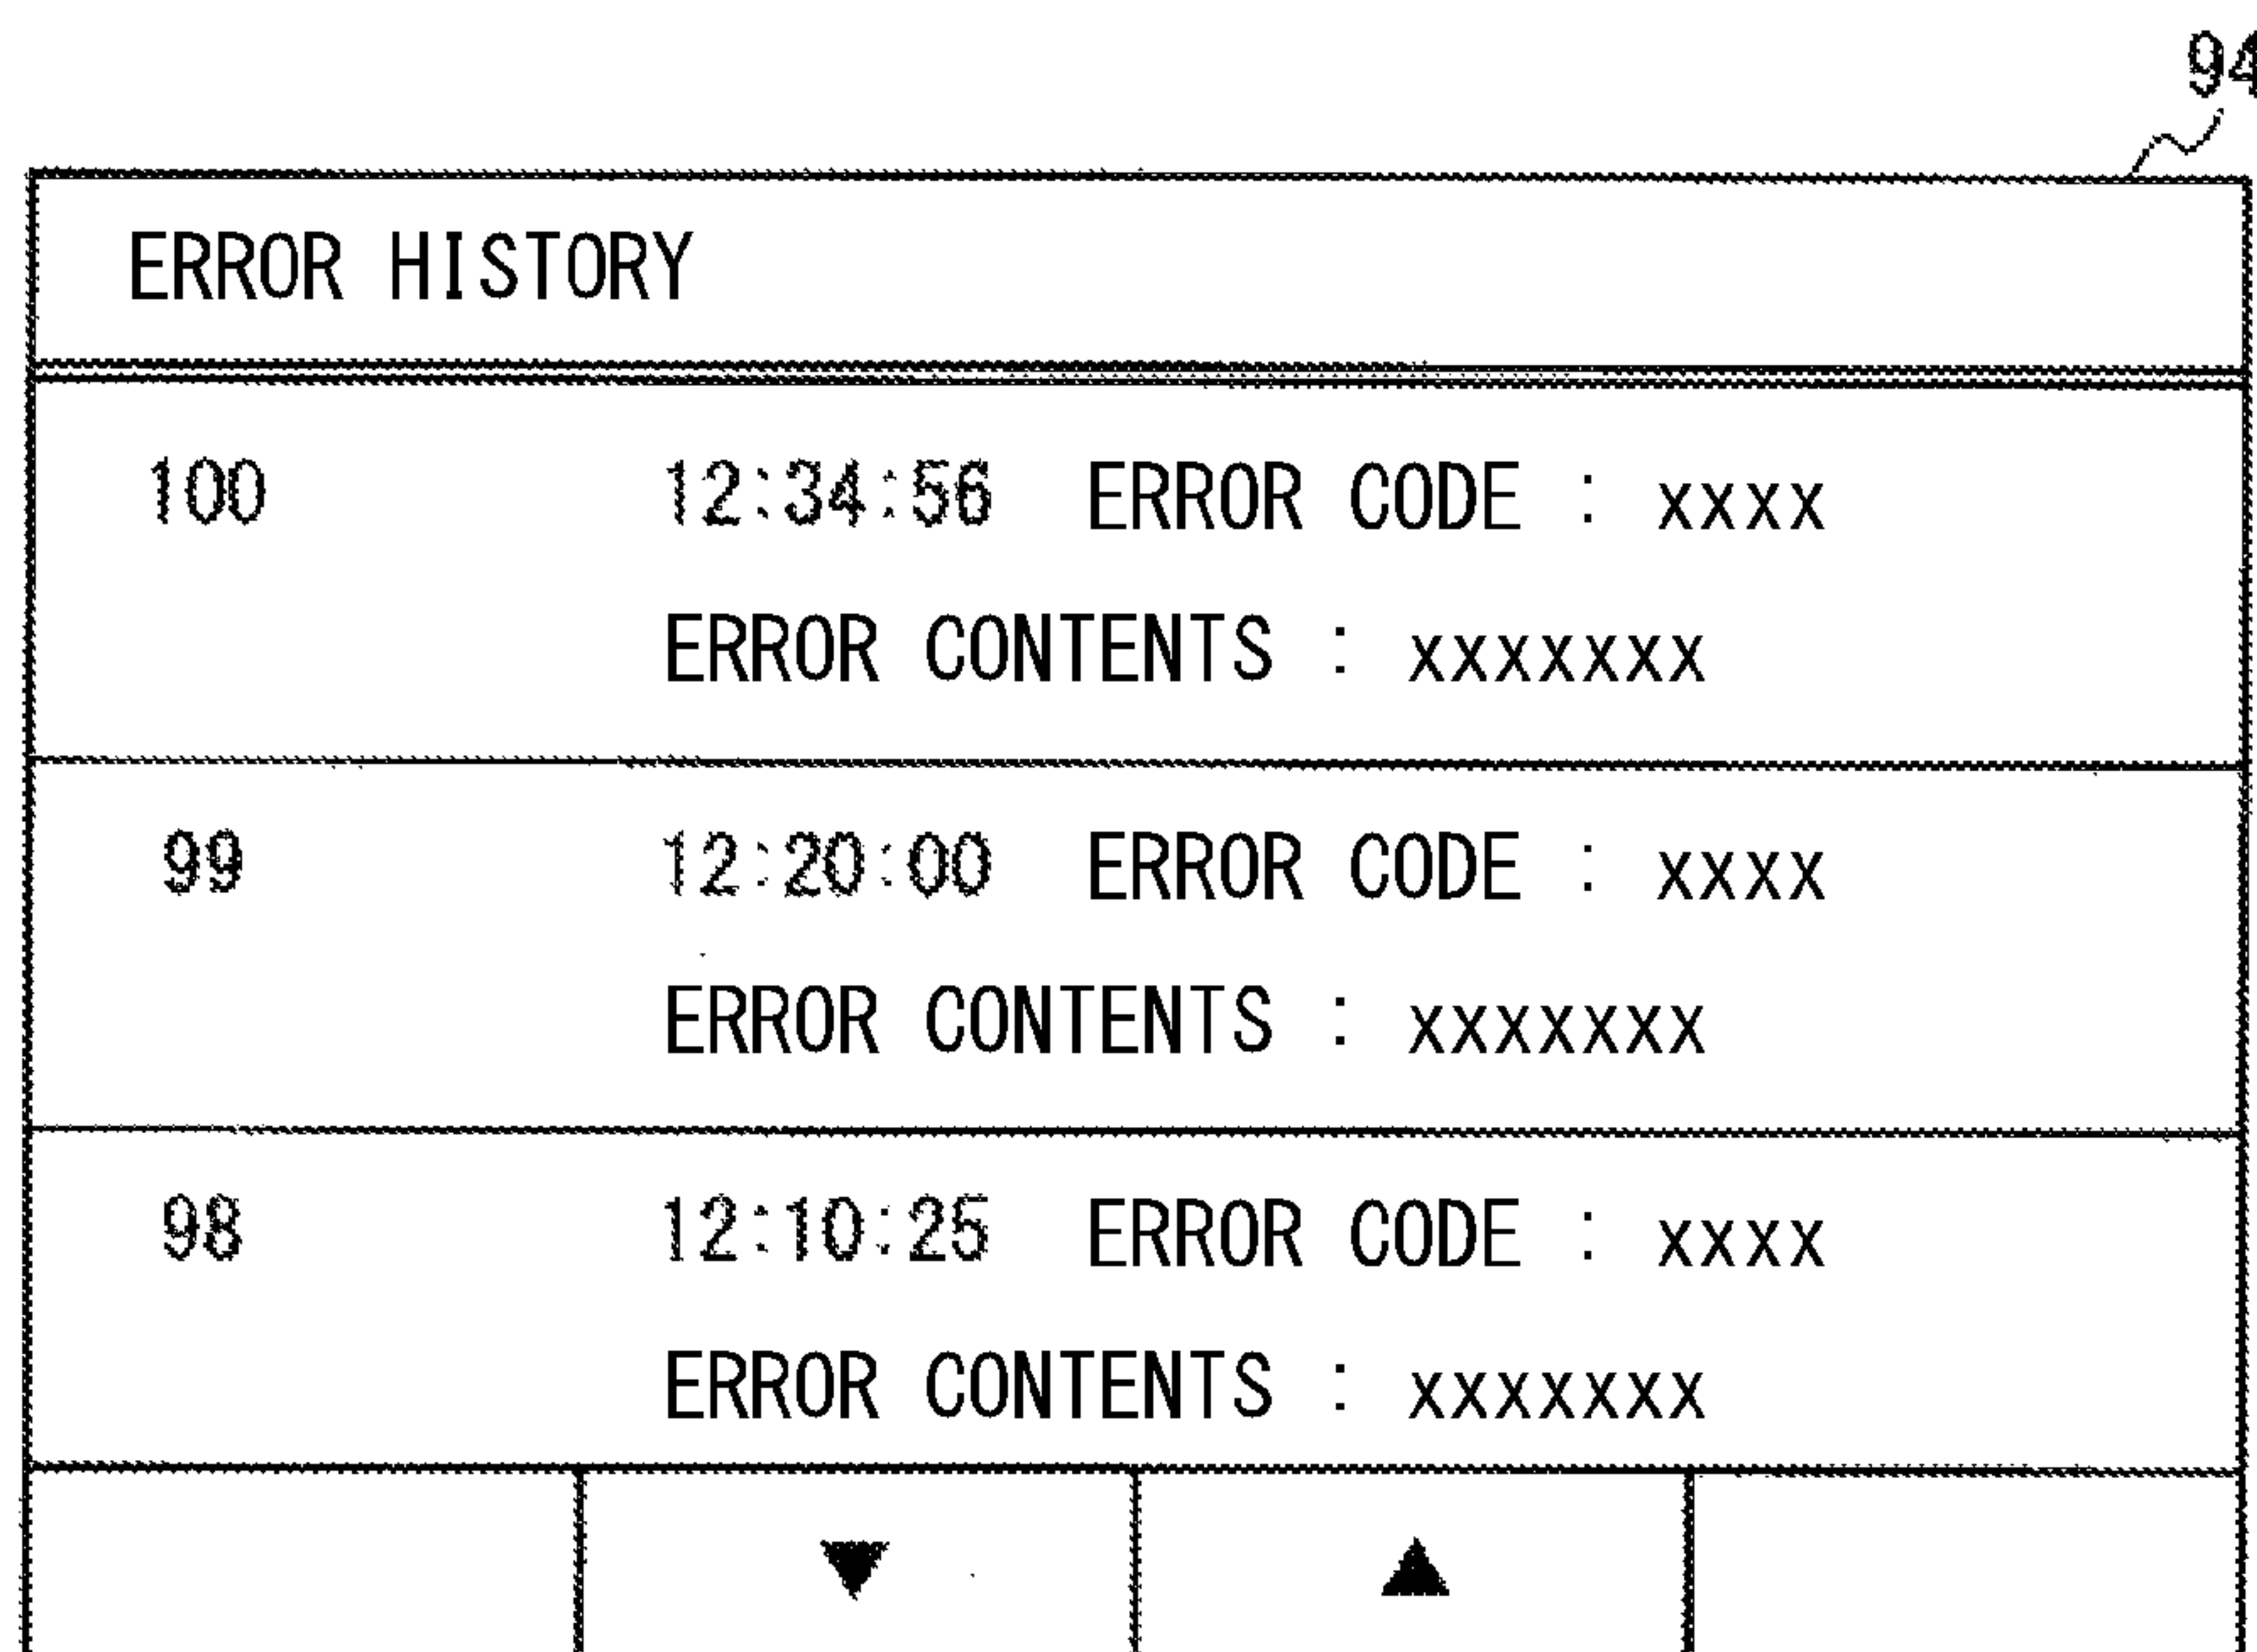 94
ERROR HISTORY
100 12:34:56 ERROR CODE : xxxx
ERROR CONTENTS : xxxxxxx
99 12:20:00 ERROR CODE : xxxx
ERROR CONTENTS : xxxxxxx
98 12:10:25 ERROR CODE : xxxx
ERROR CONTENTS : xxxxxxx
▼ ▲